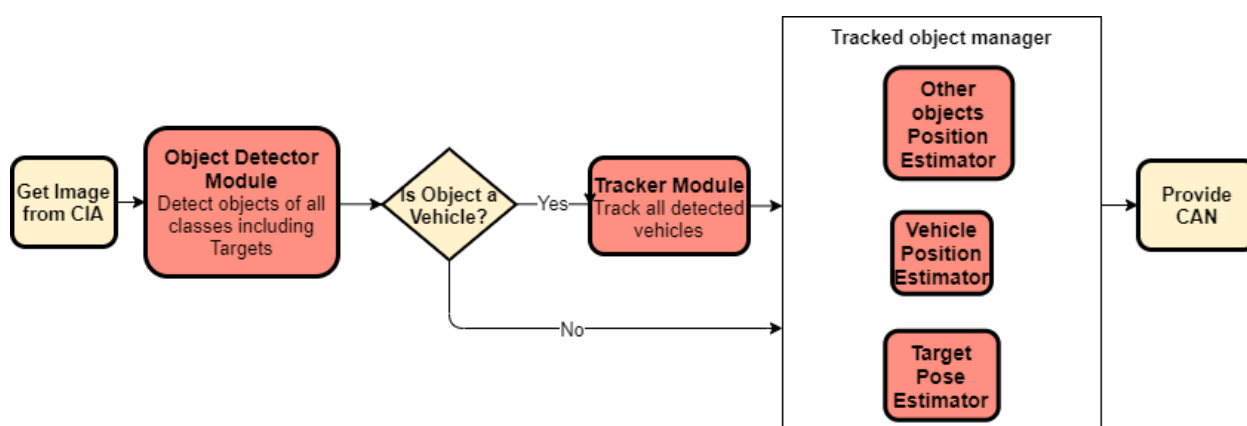 Get Image
from CIA
Object Detector
Module
Detect objects of all
classes including
Targets
Is Object a
Vehicle?
Yes
No
Tracker Module
Track all detected
vehicles
Tracked object manager
Other
objects
Position
Estimator
Vehicle
Position
Estimator
Target
Pose
Estimator
Provide
CAN